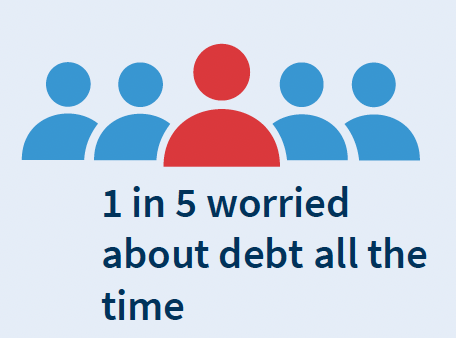 1 in 5 worried
about debt all the
time